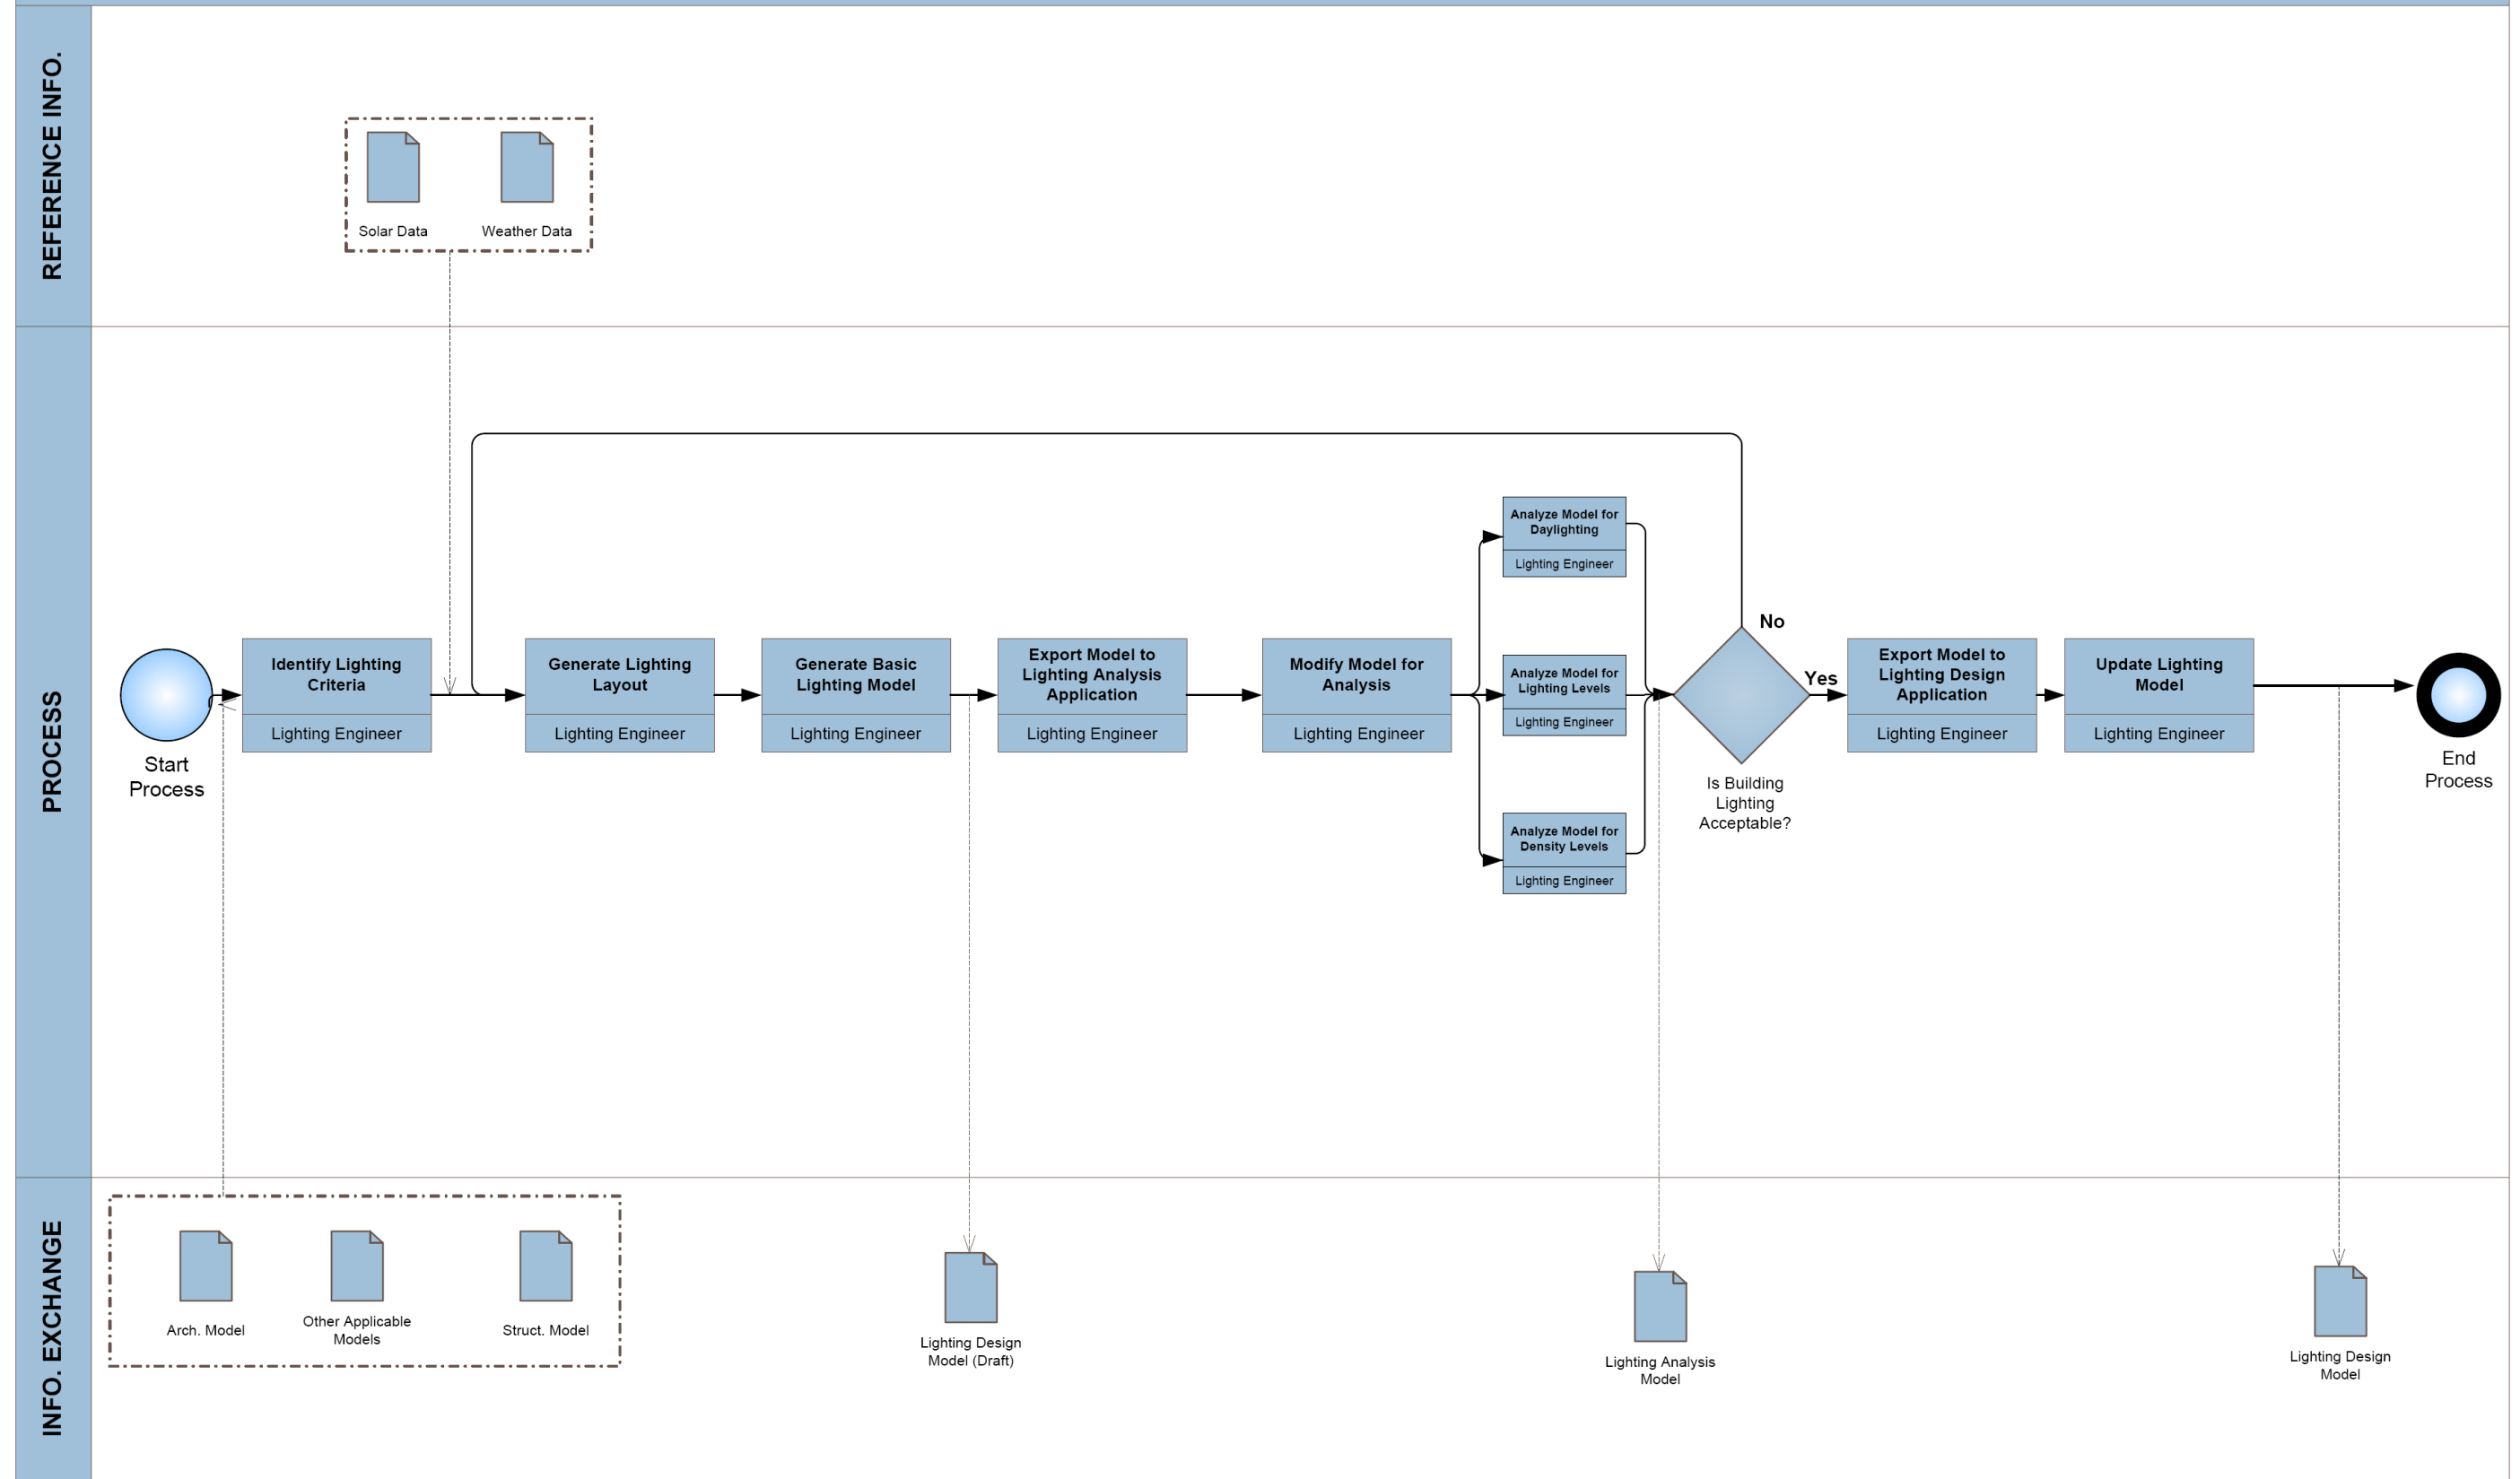 REFERENCE INFO.
Solar Data
Weather Data
PROCESS
Start
Process
Identify Lighting
Criteria
Lighting Engineer
Generate Lighting
Layout
Lighting Engineer
Generate Basic
Lighting Model
Lighting Engineer
Export Model to
Lighting Analysis
Application
Lighting Engineer
Modify Model for
Analysis
Lighting Engineer
Analyze Model for
Daylighting
Lighting Engineer
Analyze Model for
Lighting Levels
Lighting Engineer
Analyze Model for
Density Levels
Lighting Engineer
No
Yes
Is Building
Lighting
Acceptable?
Export Model to
Lighting Design
Application
Lighting Engineer
Update Lighting
Model
Lighting Engineer
End
Process
INFO. EXCHANGE
Arch. Model
Other Applicable
Models
Struct. Model
Lighting Design
Model (Draft)
Lighting Analysis
Model
Lighting Design
Model